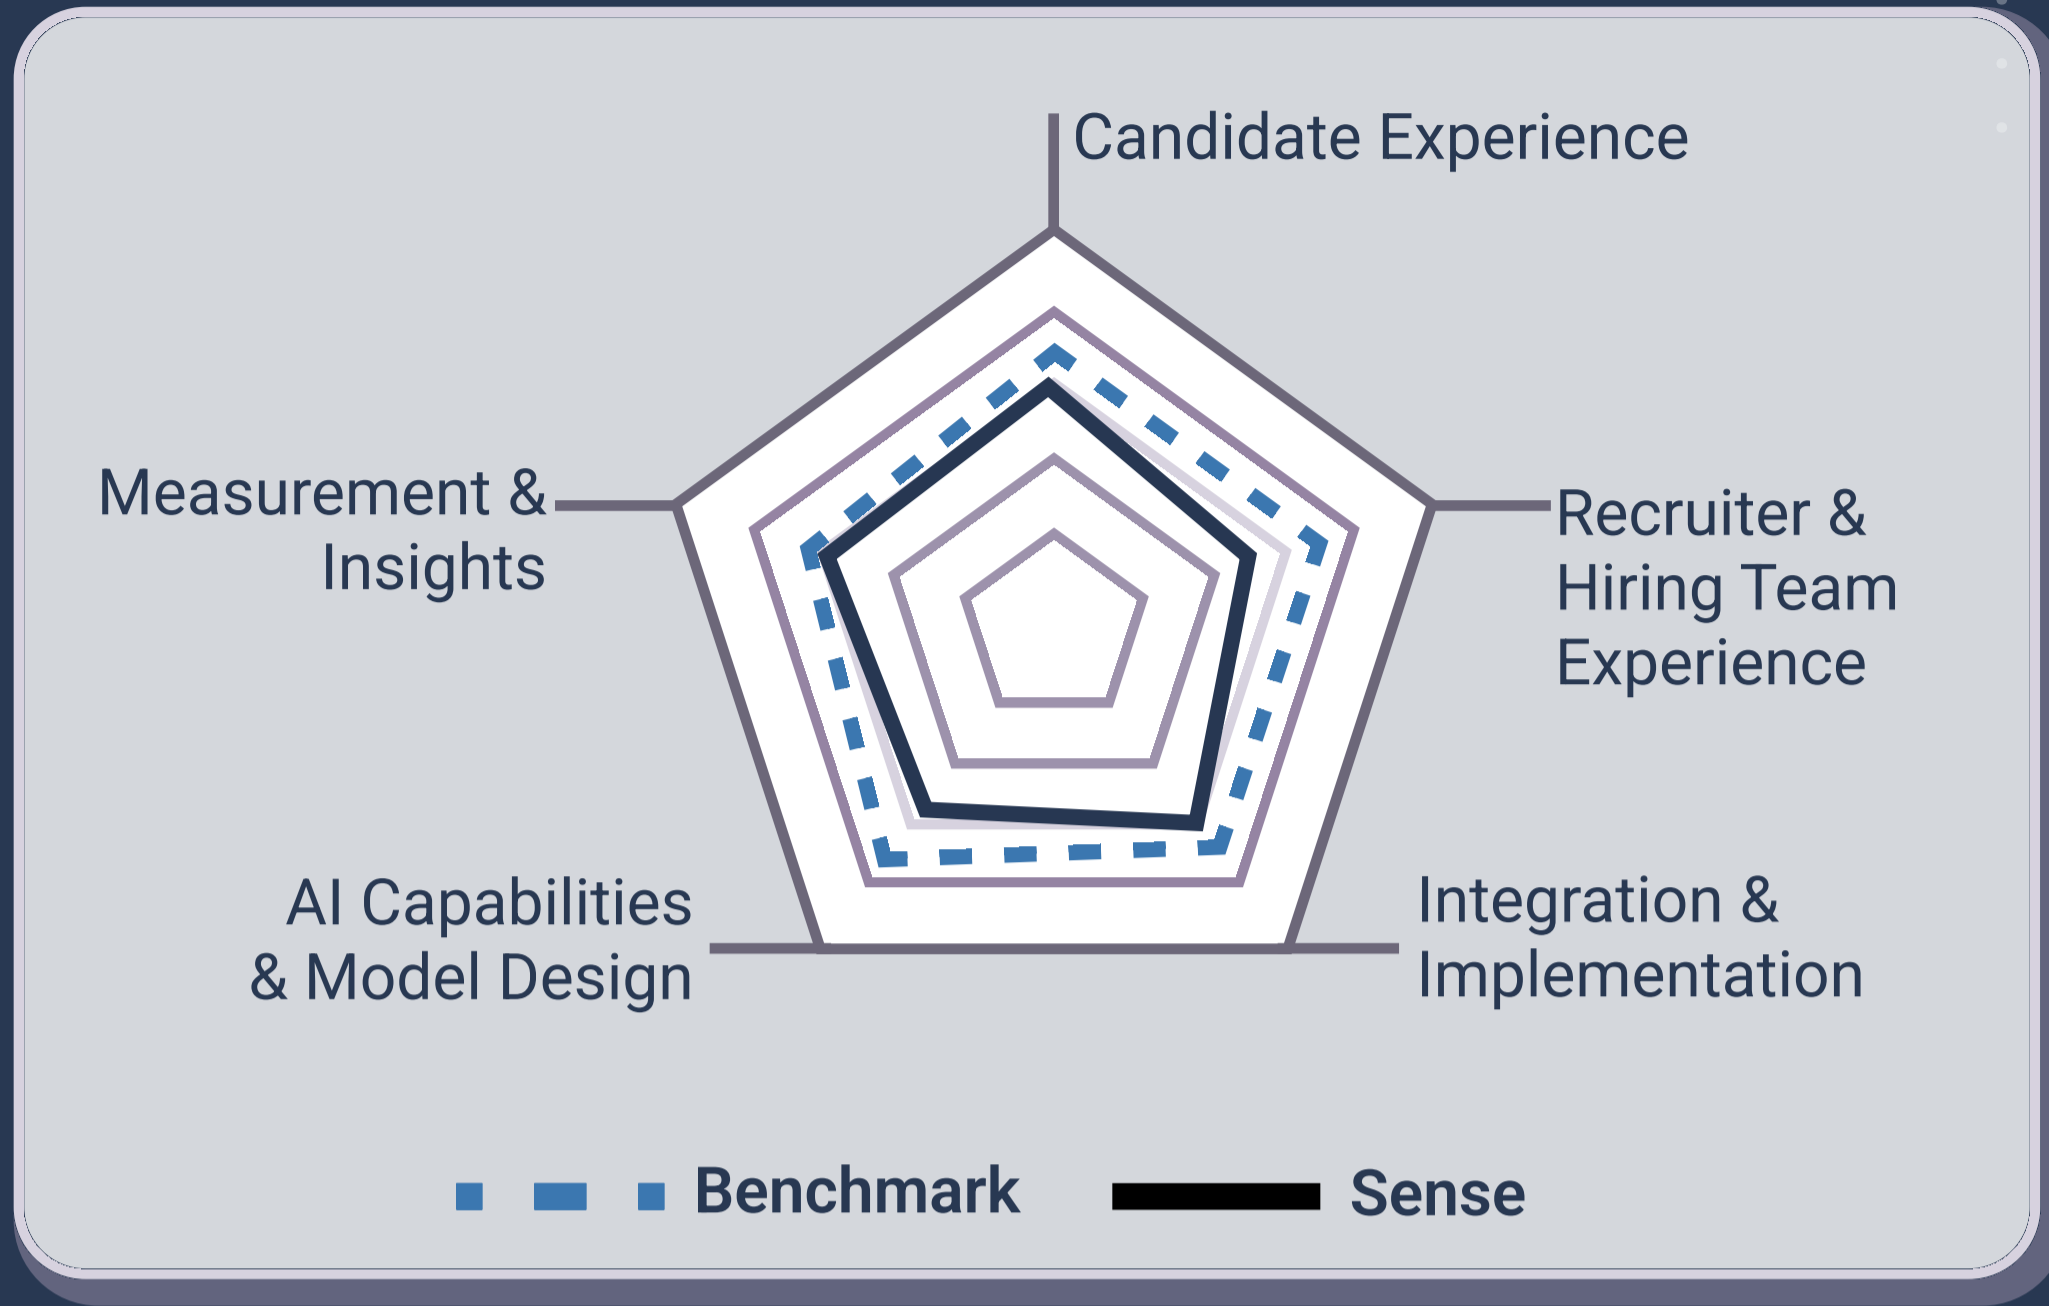 Candidate Experience
Measurement &
Insights
Recruiter &
Hiring Team
Experience
AI Capabilities
& Model Design
Integration &
Implementation
Benchmark
Sense